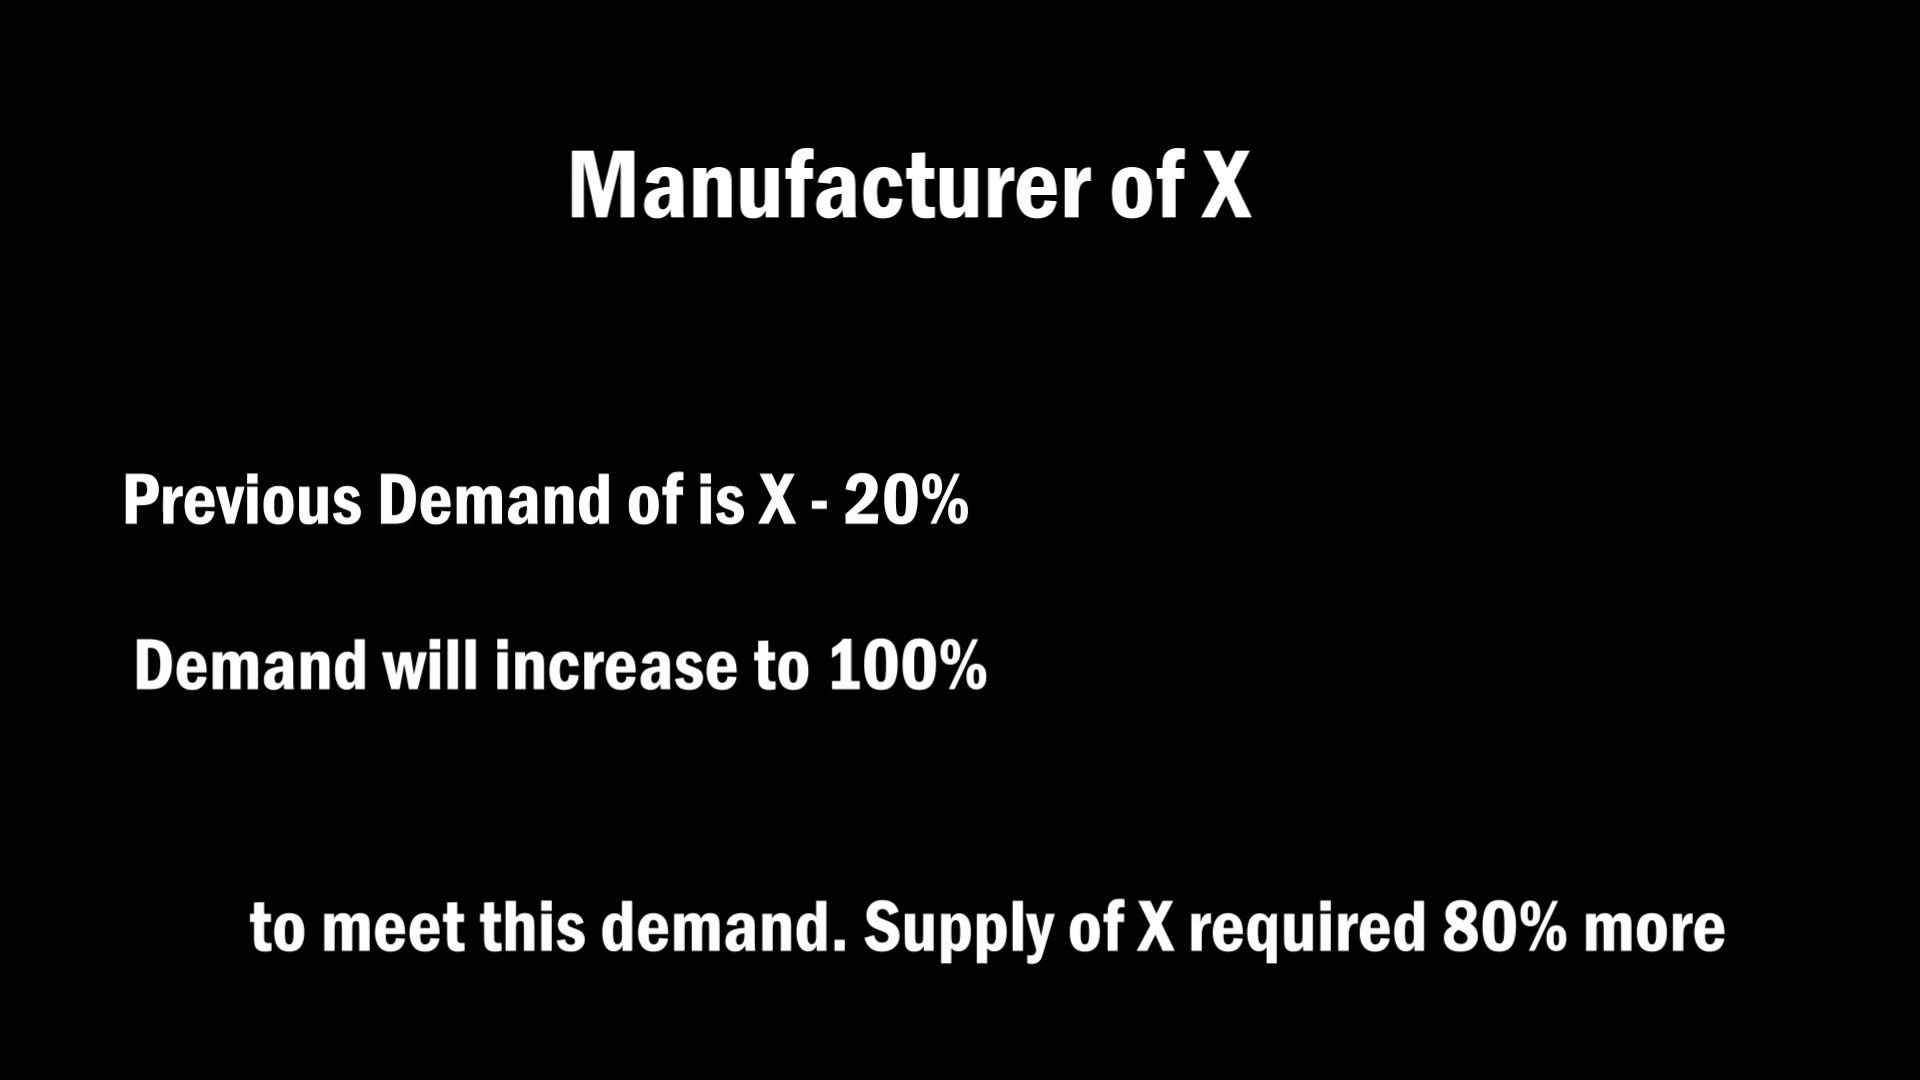 Manufacturer of X
Previous Demand of is X - 20%
Demand will increase to 100%
to meet this demand. Supply of X required 80% more